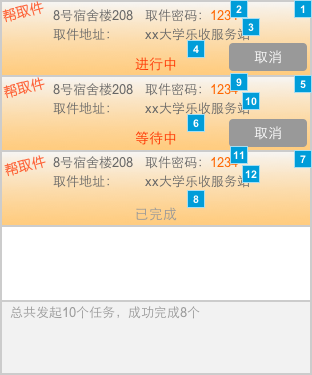 帮取件 8号宿舍楼208 取件密码：1234 2 1
取件地址： xx大学乐收服务站 3
4
进行中 取消
帮取件 8号宿舍楼208 取件密码：1234 9 5
取件地址： xx大学乐收服务站 10
6
等待中 取消
帮取件 8号宿舍楼208 取件密码：1234 11 7
取件地址： xx大学乐收服务站 12
8
已完成
总共发起10个任务，成功完成8个